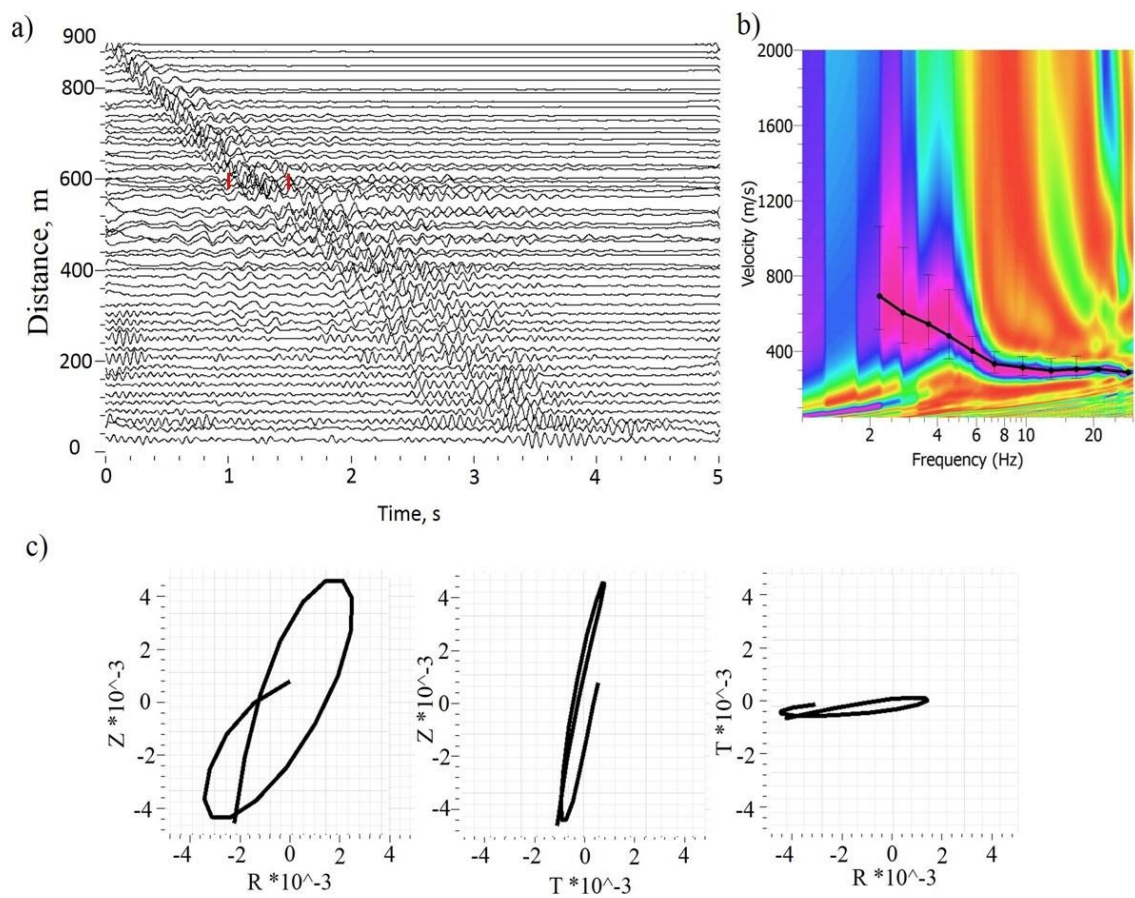 a)
900
800
600
400
200
0
Distance, m
0 1 2 3 4 5
Time, s
b)
2000
1600
1200
800
400
Velocity (m/s)
2 4 6 8 10 20
Frequency (Hz)
c)
4
2
0
-2
-4
Z *10^-3
-4 -2 0 2 4
R *10^-3
4
2
0
-2
-4
Z *10^-3
-4 -2 0 2 4
T *10^-3
4
2
0
-2
-4
T *10^-3
-4 -2 0 2 4
R *10^-3